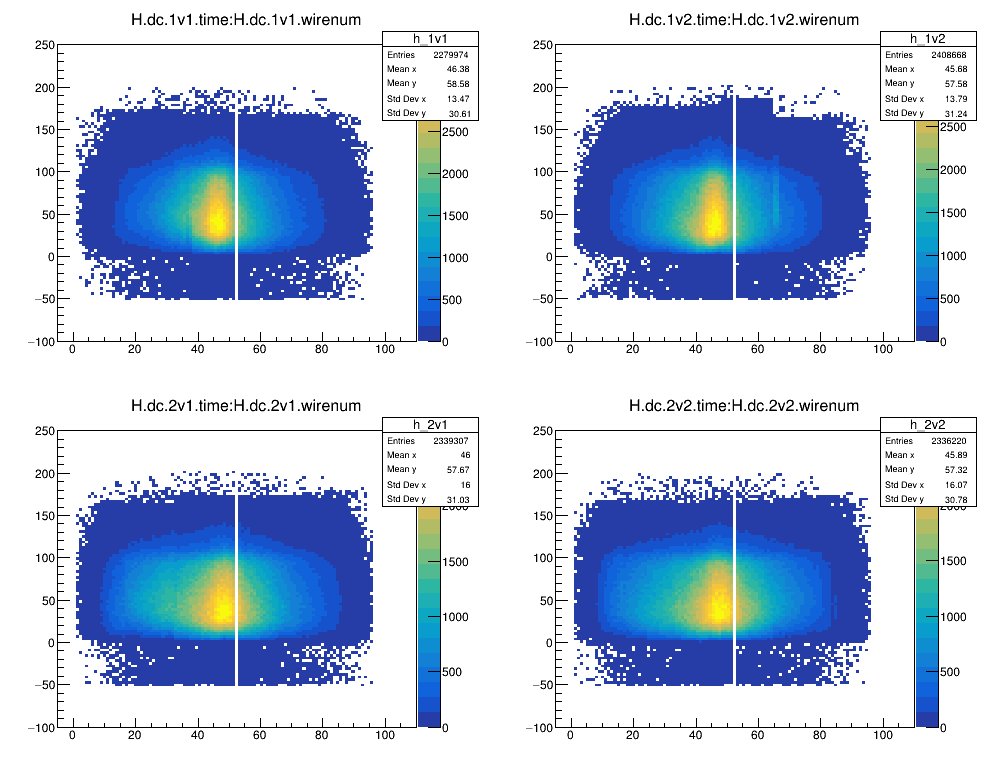 H.dc.1v1.time:H.dc.1v1.wirenum
h_1v1
Entries 2279974
Mean x 46.38
Mean y 58.58
Std Dev x 13.47
Std Dev y 30.61
250
200
150
100
50
0
−50
−100
0 20 40 60 80 100
2500
2000
1500
1000
500
0
H.dc.1v2.time:H.dc.1v2.wirenum
h_1v2
Entries 2408668
Mean x 45.68
Mean y 57.58
Std Dev x 13.79
Std Dev y 31.24
250
200
150
100
50
0
−50
−100
0 20 40 60 80 100
2500
2000
1500
1000
500
0
H.dc.2v1.time:H.dc.2v1.wirenum
h_2v1
Entries 2339307
Mean x 46
Mean y 57.67
Std Dev x 16
Std Dev y 31.03
250
200
150
100
50
0
−50
−100
0 20 40 60 80 100
2000
1500
1000
500
0
H.dc.2v2.time:H.dc.2v2.wirenum
h_2v2
Entries 2336220
Mean x 45.89
Mean y 57.32
Std Dev x 16.07
Std Dev y 30.78
250
200
150
100
50
0
−50
−100
0 20 40 60 80 100
2000
1500
1000
500
0